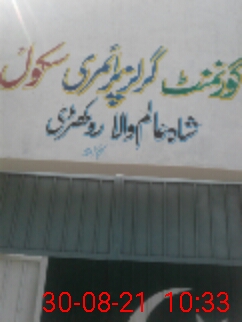 گورنمنٹ گرلز پرائمری سکول
شاہ عالم والا روکھڑی
30-08-21 10:33